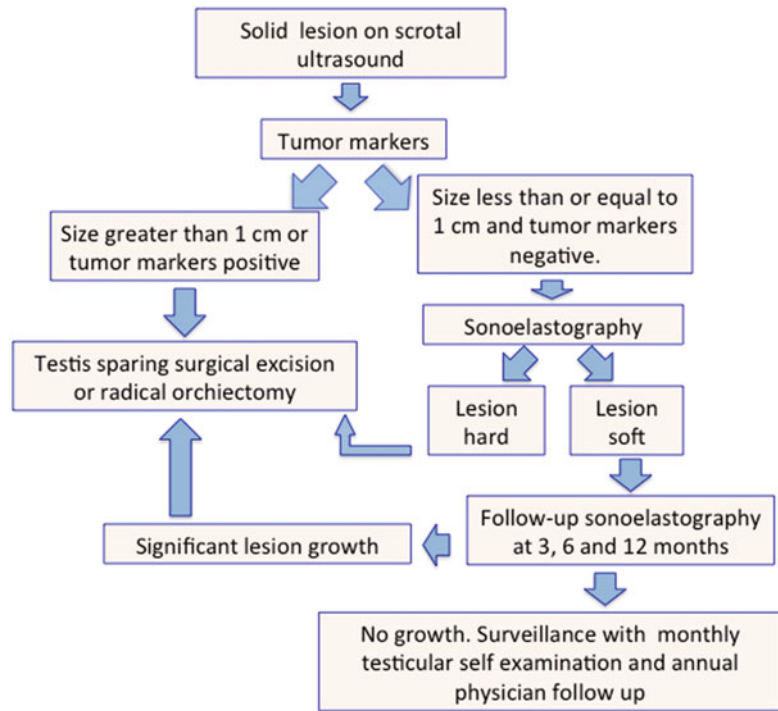 Solid lesion on scrotal
ultrasound
Tumor markers
Size greater than 1 cm or
tumor markers positive
Size less than or equal to
1 cm and tumor markers
negative.
Sonoelastography
Testis sparing surgical excision
or radical orchiectomy
Lesion
hard
Lesion
soft
Follow-up sonoelastography
at 3, 6 and 12 months
Significant lesion growth
No growth. Surveillance with monthly
testicular self examination and annual
physician follow up